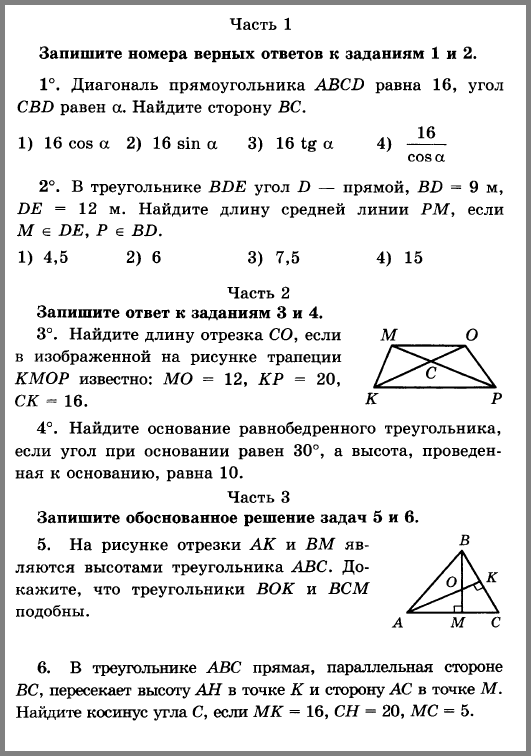 Часть 1
Запишите номера верных ответов к заданиям 1 и 2.
1°. Диагональ прямоугольника ABCD равна 16, угол
CBD равен α. Найдите сторону BC.
1) 16 cos α 2) 16 sin α 3) 16 tg α 4) 16/cos α
2°. В треугольнике BDE угол D — прямой, BD = 9 м,
DE = 12 м. Найдите длину средней линии PM, если
M ∈ DE, P ∈ BD.
1) 4,5 2) 6 3) 7,5 4) 15
Часть 2
Запишите ответ к заданиям 3 и 4.
3°. Найдите длину отрезка CO, если
в изображенной на рисунке трапеции
KMOP известно: MO = 12, KP = 20,
CK = 16.
M O
C
K P
4°. Найдите основание равнобедренного треугольника,
если угол при основании равен 30°, а высота, проведен-
ная к основанию, равна 10.
Часть 3
Запишите обоснованное решение задач 5 и 6.
5. На рисунке отрезки AK и BM яв-
ляются высотами треугольника ABC. До-
кажите, что треугольники BOK и BCM
подобны.
B
O K
A M C
6. В треугольнике ABC прямая, параллельная стороне
BC, пересекает высоту AH в точке K и сторону AC в точке M.
Найдите косинус угла C, если MK = 16, CH = 20, MC = 5.